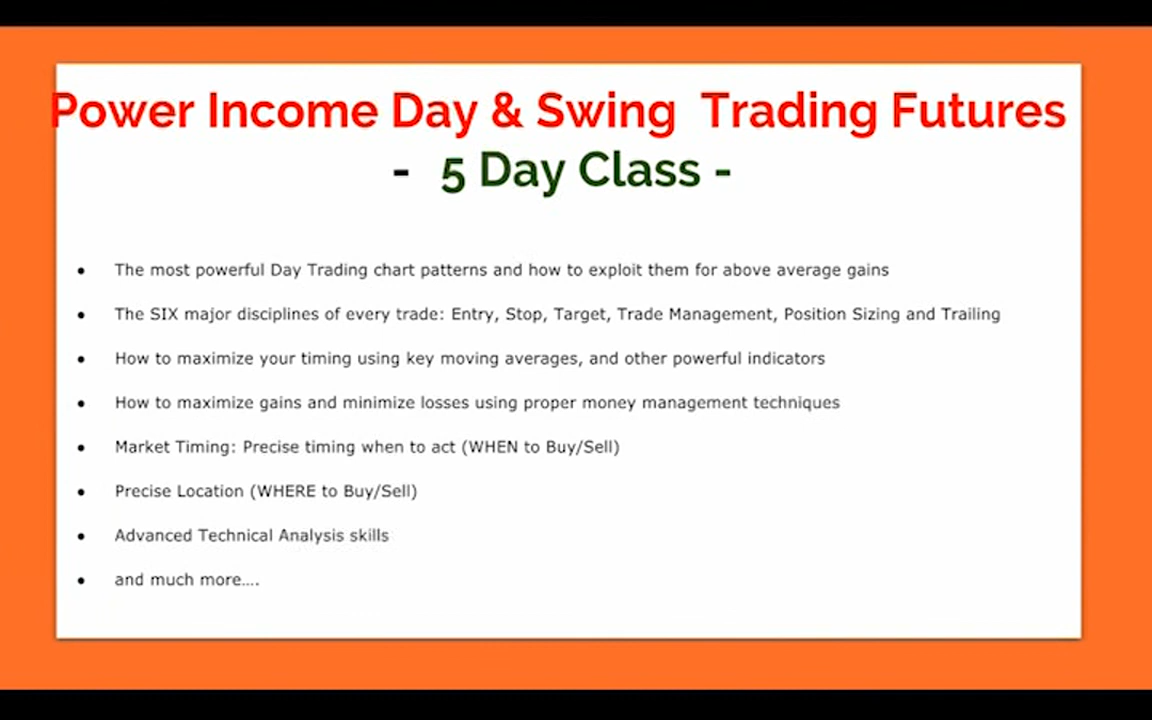 Power Income Day & Swing Trading Futures
- 5 Day Class -
• The most powerful Day Trading chart patterns and how to exploit them for above average gains
• The SIX major disciplines of every trade: Entry, Stop, Target, Trade Management, Position Sizing and Trailing
• How to maximize your timing using key moving averages, and other powerful indicators
• How to maximize gains and minimize losses using proper money management techniques
• Market Timing: Precise timing when to act (WHEN to Buy/Sell)
• Precise Location (WHERE to Buy/Sell)
• Advanced Technical Analysis skills
• and much more....